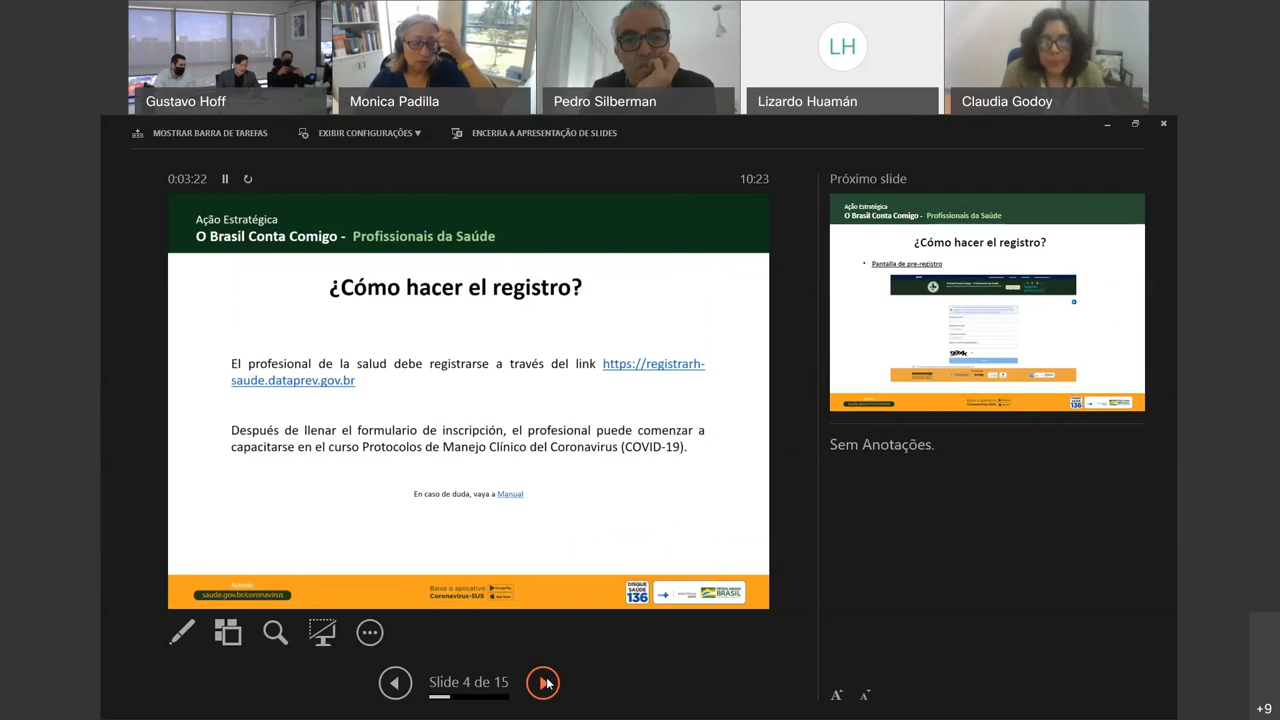 Gustavo Hoff
Monica Padilla
Pedro Silberman
LH
Lizardo Huamán
Claudia Godoy
MOSTRAR BARRA DE TAREFAS
EXIBIR CONFIGURAÇÕES ▼
ENCERRA A APRESENTAÇÃO DE SLIDES
0:03:22
10:23
Ação Estratégica
O Brasil Conta Comigo - Profissionais da Saúde
¿Cómo hacer el registro?
El profesional de la salud debe registrarse a través del link https://registrarh-
saude.dataprev.gov.br
Después de llenar el formulario de inscripción, el profesional puede comenzar a
capacitarse en el curso Protocolos de Manejo Clínico del Coronavirus (COVID-19).
En caso de duda, vaya a Manual
Acesse
saude.gov.br/coronavirus
Baixe o aplicativo
Coronavírus-SUS
DISQUE
SAÚDE
136
BRASIL
Slide 4 de 15
Próximo slide
Ação Estratégica
O Brasil Conta Comigo - Profissionais da Saúde
¿Cómo hacer el registro?
• Pantalla de pre-registro
136
BRASIL
Sem Anotações.
A A
+9